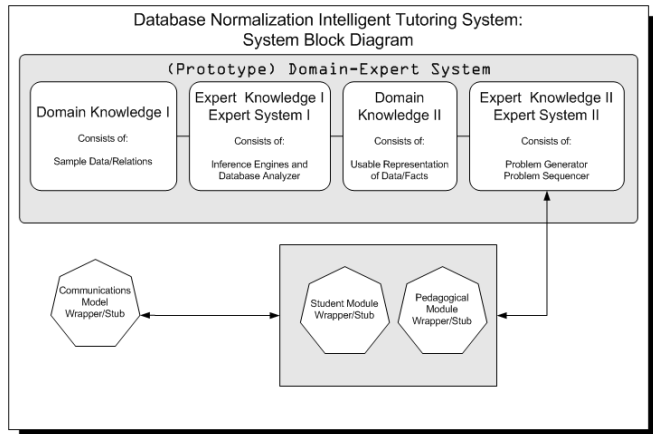 Database Normalization Intelligent Tutoring System:
System Block Diagram
(Prototype) Domain-Expert System
Domain Knowledge I
Consists of:
Sample Data/Relations
Expert Knowledge I
Expert System I
Consists of:
Inference Engines and
Database Analyzer
Domain
Knowledge II
Consists of:
Usable Representation
of Data/Facts
Expert Knowledge II
Expert System II
Consists of:
Problem Generator
Problem Sequencer
Communications
Model
Wrapper/Stub
Student Module
Wrapper/Stub
Pedagogical
Module
Wrapper/Stub